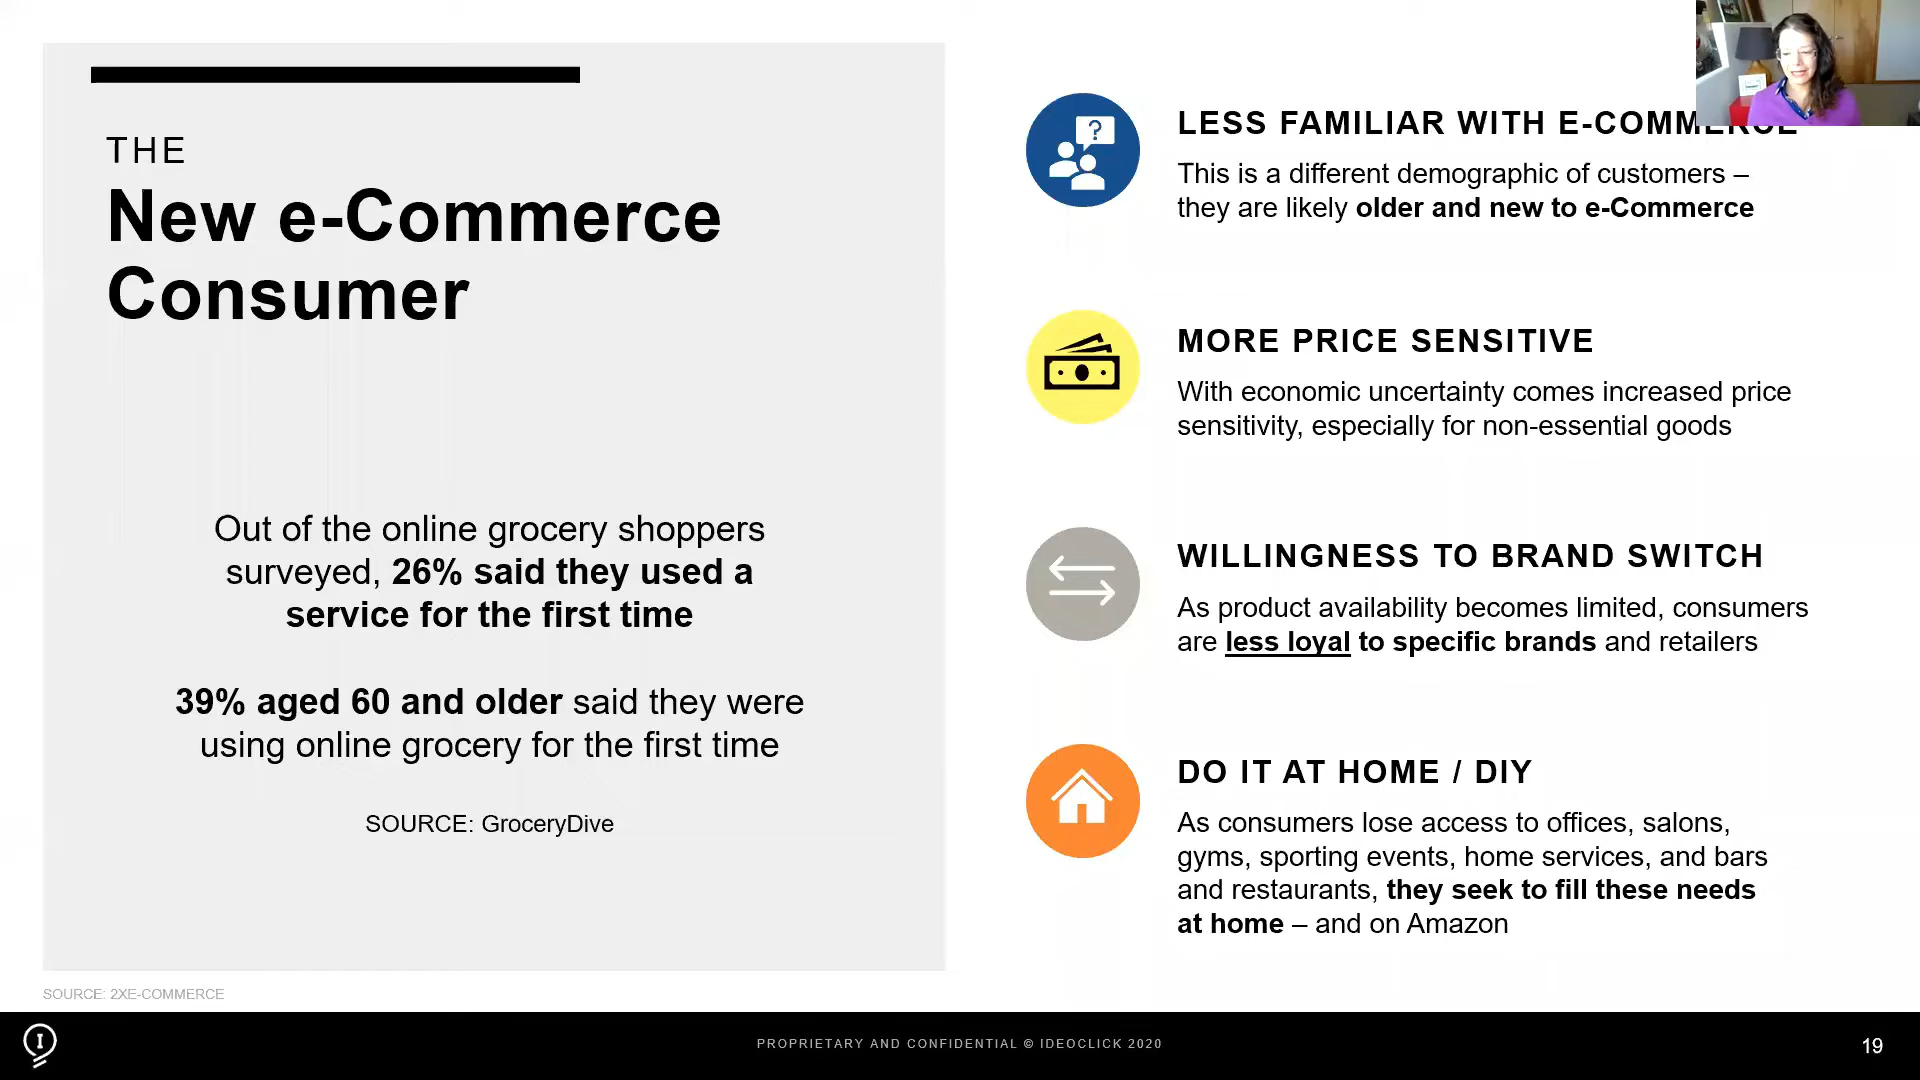 THE
New e-Commerce
Consumer
Out of the online grocery shoppers
surveyed, 26% said they used a
service for the first time
39% aged 60 and older said they were
using online grocery for the first time
SOURCE: GroceryDive
SOURCE: 2XE-COMMERCE
?
LESS FAMILIAR WITH E-COMMERCE
This is a different demographic of customers –
they are likely older and new to e-Commerce
MORE PRICE SENSITIVE
With economic uncertainty comes increased price
sensitivity, especially for non-essential goods
WILLINGNESS TO BRAND SWITCH
As product availability becomes limited, consumers
are less loyal to specific brands and retailers
DO IT AT HOME / DIY
As consumers lose access to offices, salons,
gyms, sporting events, home services, and bars
and restaurants, they seek to fill these needs
at home – and on Amazon
I
PROPRIETARY AND CONFIDENTIAL © IDEOCLICK 2020
19